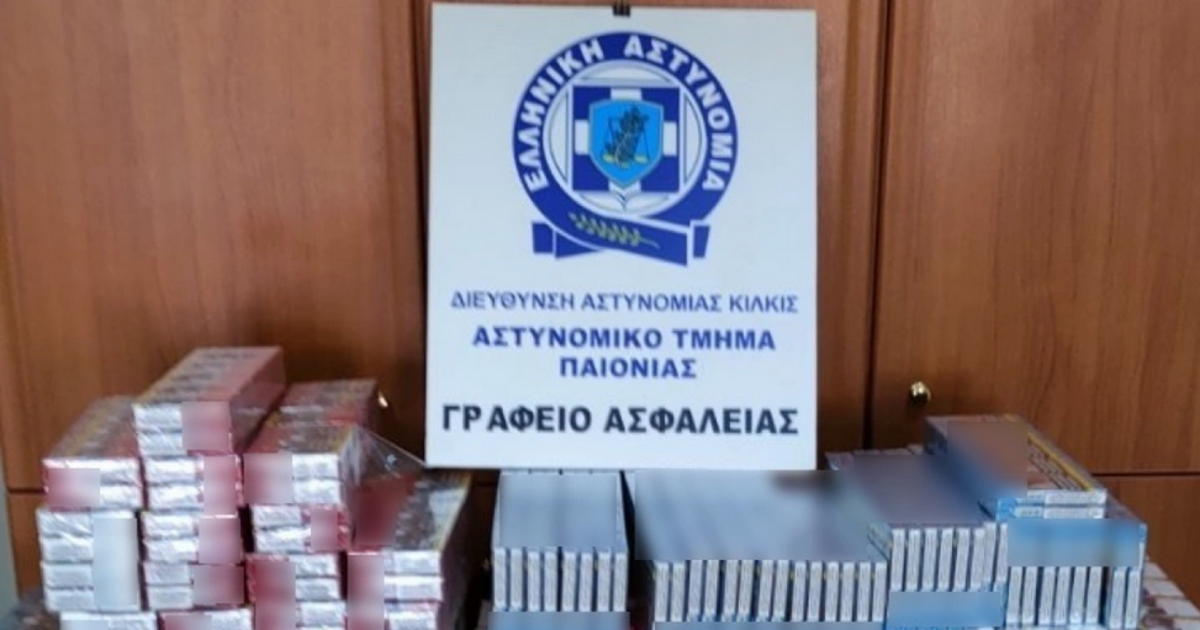 ΕΛΛΗΝΙΚΗ ΑΣΤΥΝΟΜΙΑ
ΔΙΕΥΘΥΝΣΗ ΑΣΤΥΝΟΜΙΑΣ ΚΙΛΚΙΣ
ΑΣΤΥΝΟΜΙΚΟ ΤΜΗΜΑ
ΠΑΙΟΝΙΑΣ
ΓΡΑΦΕΙΟ ΑΣΦΑΛΕΙΑΣ